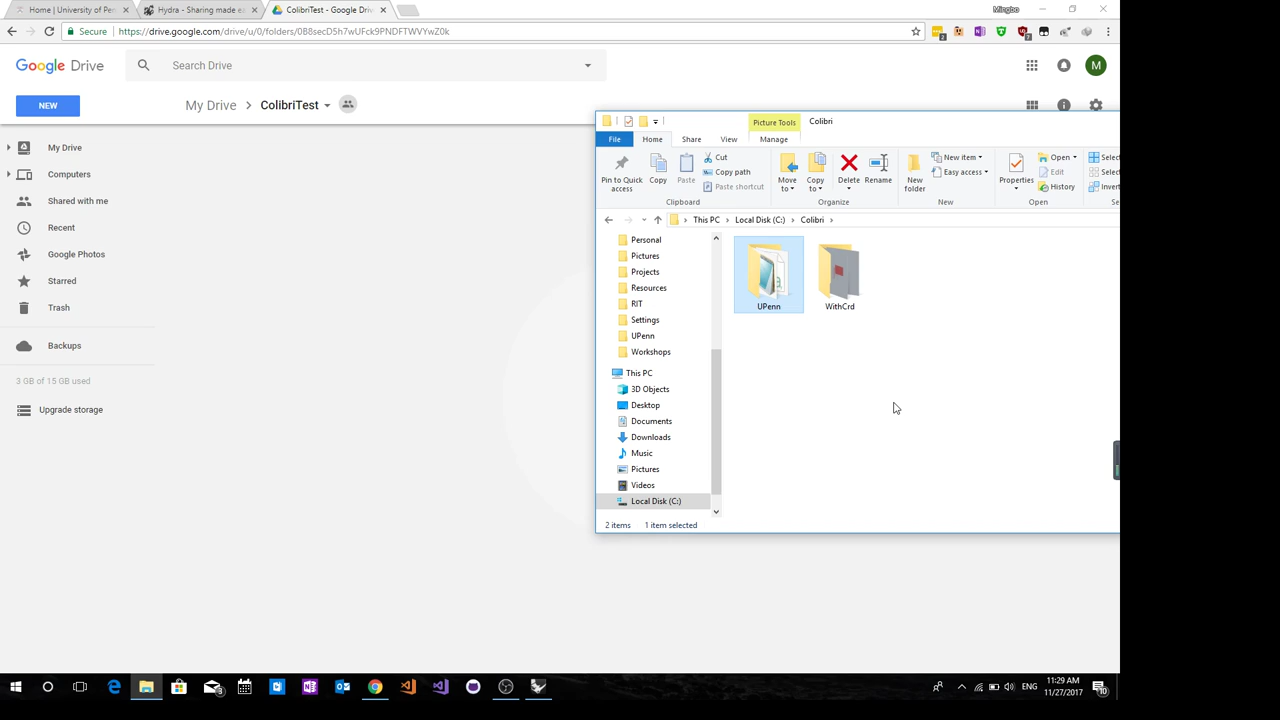 Home | University of Pen
Hydra - Sharing made e
ColibriTest - Google Driv
Mingbo
Secure
https://drive.google.com/drive/u/0/folders/0B8secD5h7wUFck9PNDFTWVYwZ0k
Google Drive
Search Drive
M
NEW
My Drive
ColibriTest
My Drive
Computers
Shared with me
Recent
Google Photos
Starred
Trash
Backups
3 GB of 15 GB used
Upgrade storage
Picture Tools
Colibri
File
Home
Share
View
Manage
Pin to Quick access
Copy
Paste
Cut
Copy path
Paste shortcut
Clipboard
Move to
Copy to
Delete
Rename
Organize
New folder
New item
Easy access
New
Properties
Open
Edit
History
Open
Selec
Selec
Invert
This PC
Local Disk (C:)
Colibri
Personal
Pictures
Projects
Resources
RIT
Settings
UPenn
Workshops
This PC
3D Objects
Desktop
Documents
Downloads
Music
Pictures
Videos
Local Disk (C:)
UPenn
WithCrd
2 items
1 item selected
ENG
11:29 AM
11/27/2017